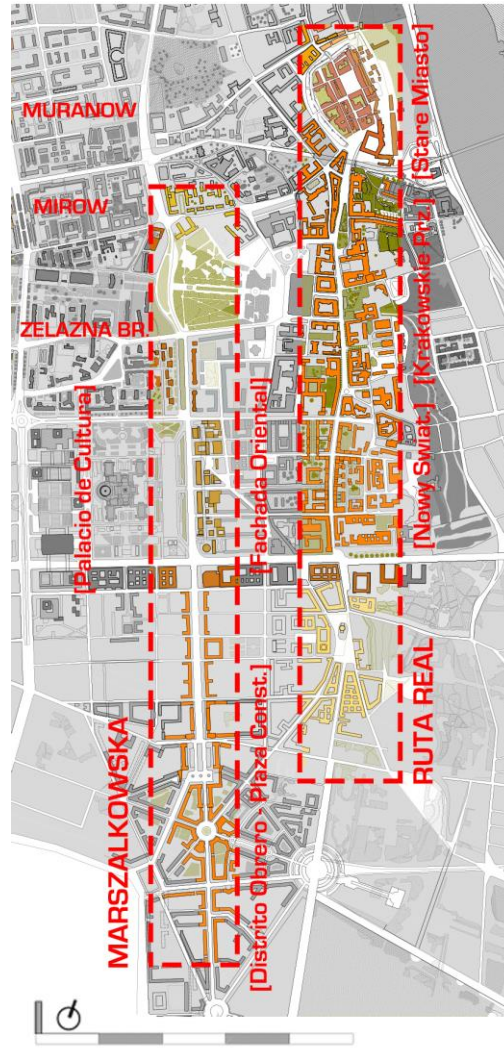 MURANOW
MIROW
ZELAZNA BR
[Palacio de Cultura]
MARSZALKOWSKA
[Fachada Oriental]
[Distrito Obrero - Plaza Const.]
[Stare Miasto]
[Krakowskie Prz.]
[Nowy Swiat.]
RUTA REAL